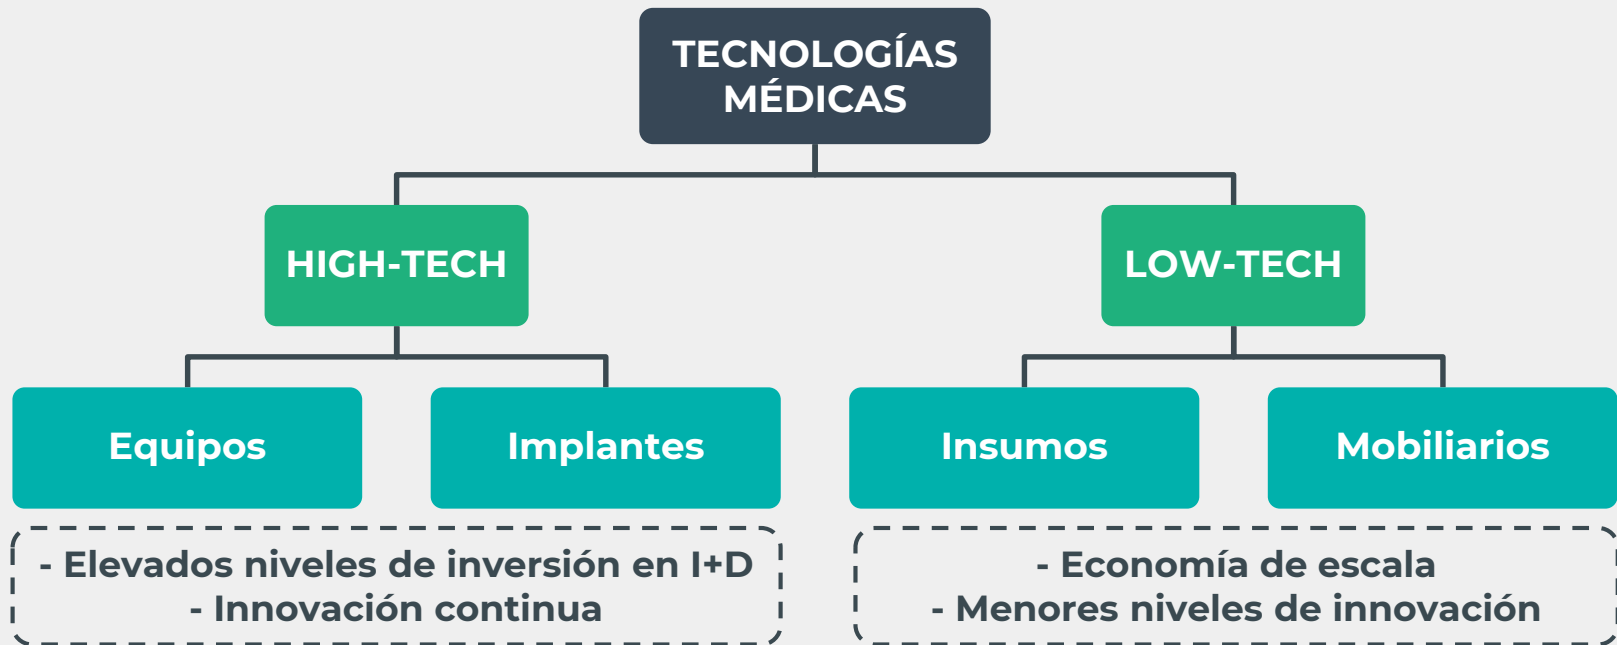 TECNOLOGÍAS
MÉDICAS
HIGH-TECH
LOW-TECH
Equipos
Implantes
Insumos
Mobiliarios
- Elevados niveles de inversión en I+D
- Innovación continua
- Economía de escala
- Menores niveles de innovación